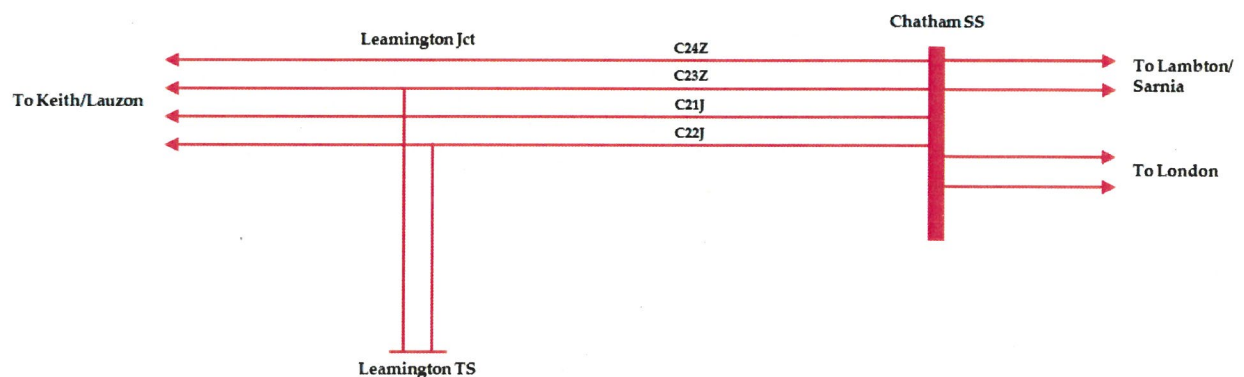 Chatham SS
Leamington Jct
C24Z
To Lambton/
Sarnia
C23Z
To Keith/Lauzon
C21J
C22J
To London
Leamington TS